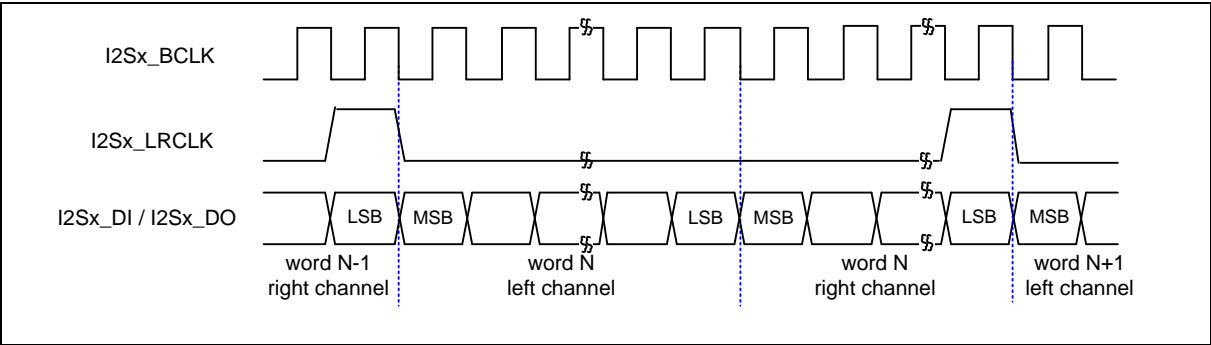 I2Sx_BCLK
I2Sx_LRCLK
I2Sx_DI / I2Sx_DO
LSB MSB LSB MSB LSB MSB
word N-1 word N word N word N+1
right channel left channel right channel left channel